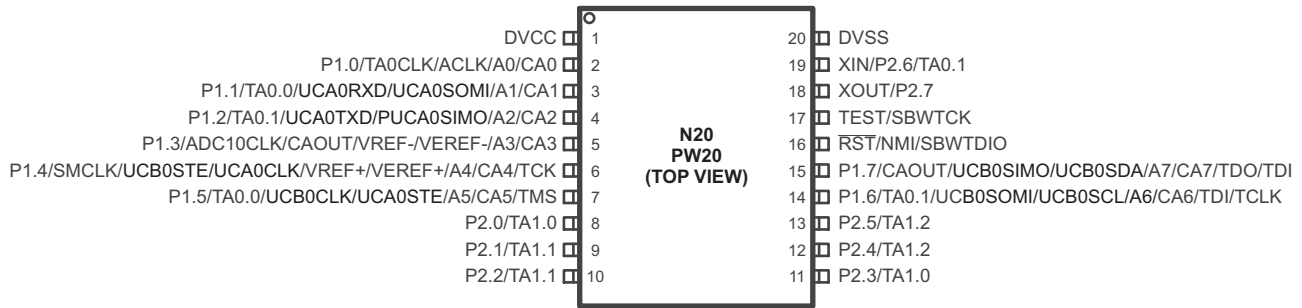 DVCC 1 20 DVSS
P1.0/TA0CLK/ACLK/A0/CA0 2 19 XIN/P2.6/TA0.1
P1.1/TA0.0/UCA0RXD/UCA0SOMI/A1/CA1 3 18 XOUT/P2.7
P1.2/TA0.1/UCA0TXD/PUCA0SIMO/A2/CA2 4 17 TEST/SBWTCK
P1.3/ADC10CLK/CAOUT/VREF-/VEREF-/A3/CA3 5 N20 16 RST/NMI/SBWTDIO
PW20
P1.4/SMCLK/UCB0STE/UCA0CLK/VREF+/VEREF+/A4/CA4/TCK 6 (TOP VIEW) 15 P1.7/CAOUT/UCB0SIMO/UCB0SDA/A7/CA7/TDO/TDI
P1.5/TA0.0/UCB0CLK/UCA0STE/A5/CA5/TMS 7 14 P1.6/TA0.1/UCB0SOMI/UCB0SCL/A6/CA6/TDI/TCLK
P2.0/TA1.0 8 13 P2.5/TA1.2
P2.1/TA1.1 9 12 P2.4/TA1.2
P2.2/TA1.1 10 11 P2.3/TA1.0